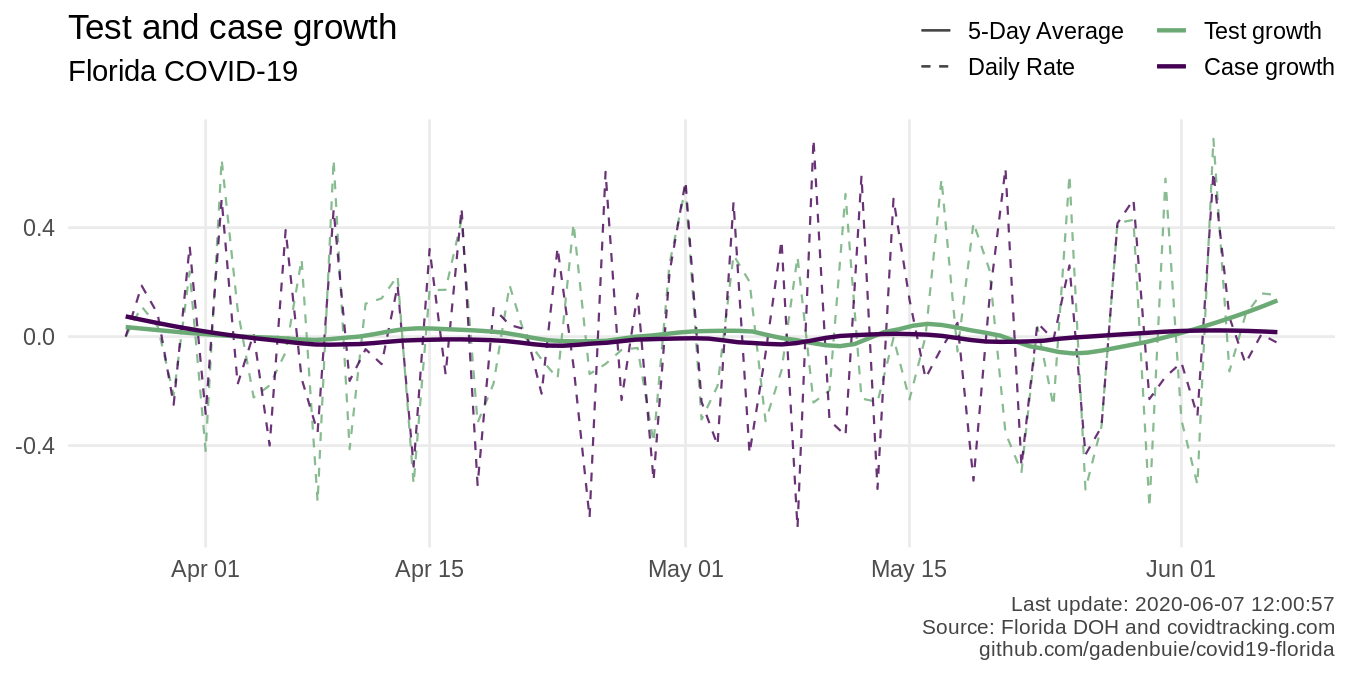 Test and case growth
Florida COVID-19
5-Day Average
Test growth
Daily Rate
Case growth
0.4
0.0
-0.4
Apr 01
Apr 15
May 01
May 15
Jun 01
Last update: 2020-06-07 12:00:57
Source: Florida DOH and covidtracking.com
github.com/gadenbuie/covid19-florida